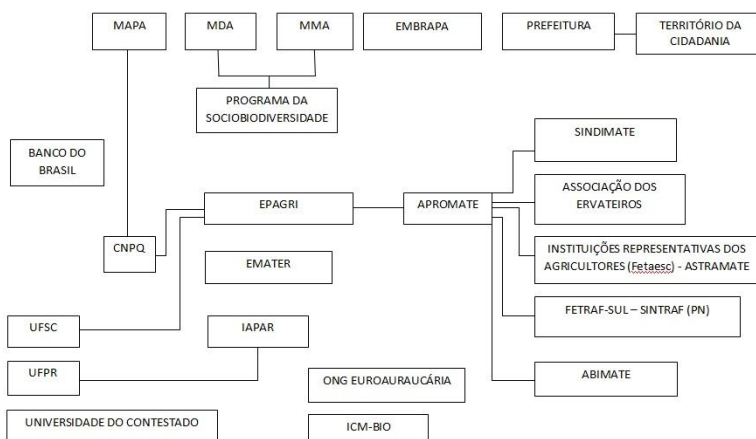 MAPA
MDA
MMA
EMBRAPA
PREFEITURA
TERRITÓRIO DA
CIDADANIA
PROGRAMA DA
SOCIOBIODIVERSIDADE
BANCO DO
BRASIL
SINDIMATE
ASSOCIAÇÃO DOS
ERVATEIROS
EPAGRI
APROMATE
CNPQ
EMATER
INSTITUIÇÕES REPRESENTATIVAS DOS
AGRICULTORES (Fetaesc) - ASTRAMATE
UFSC
IAPAR
FETRAF-SUL – SINTRAF (PN)
UFPR
ONG EUROAURAUCÁRIA
ABIMATE
UNIVERSIDADE DO CONTESTADO
ICM-BIO